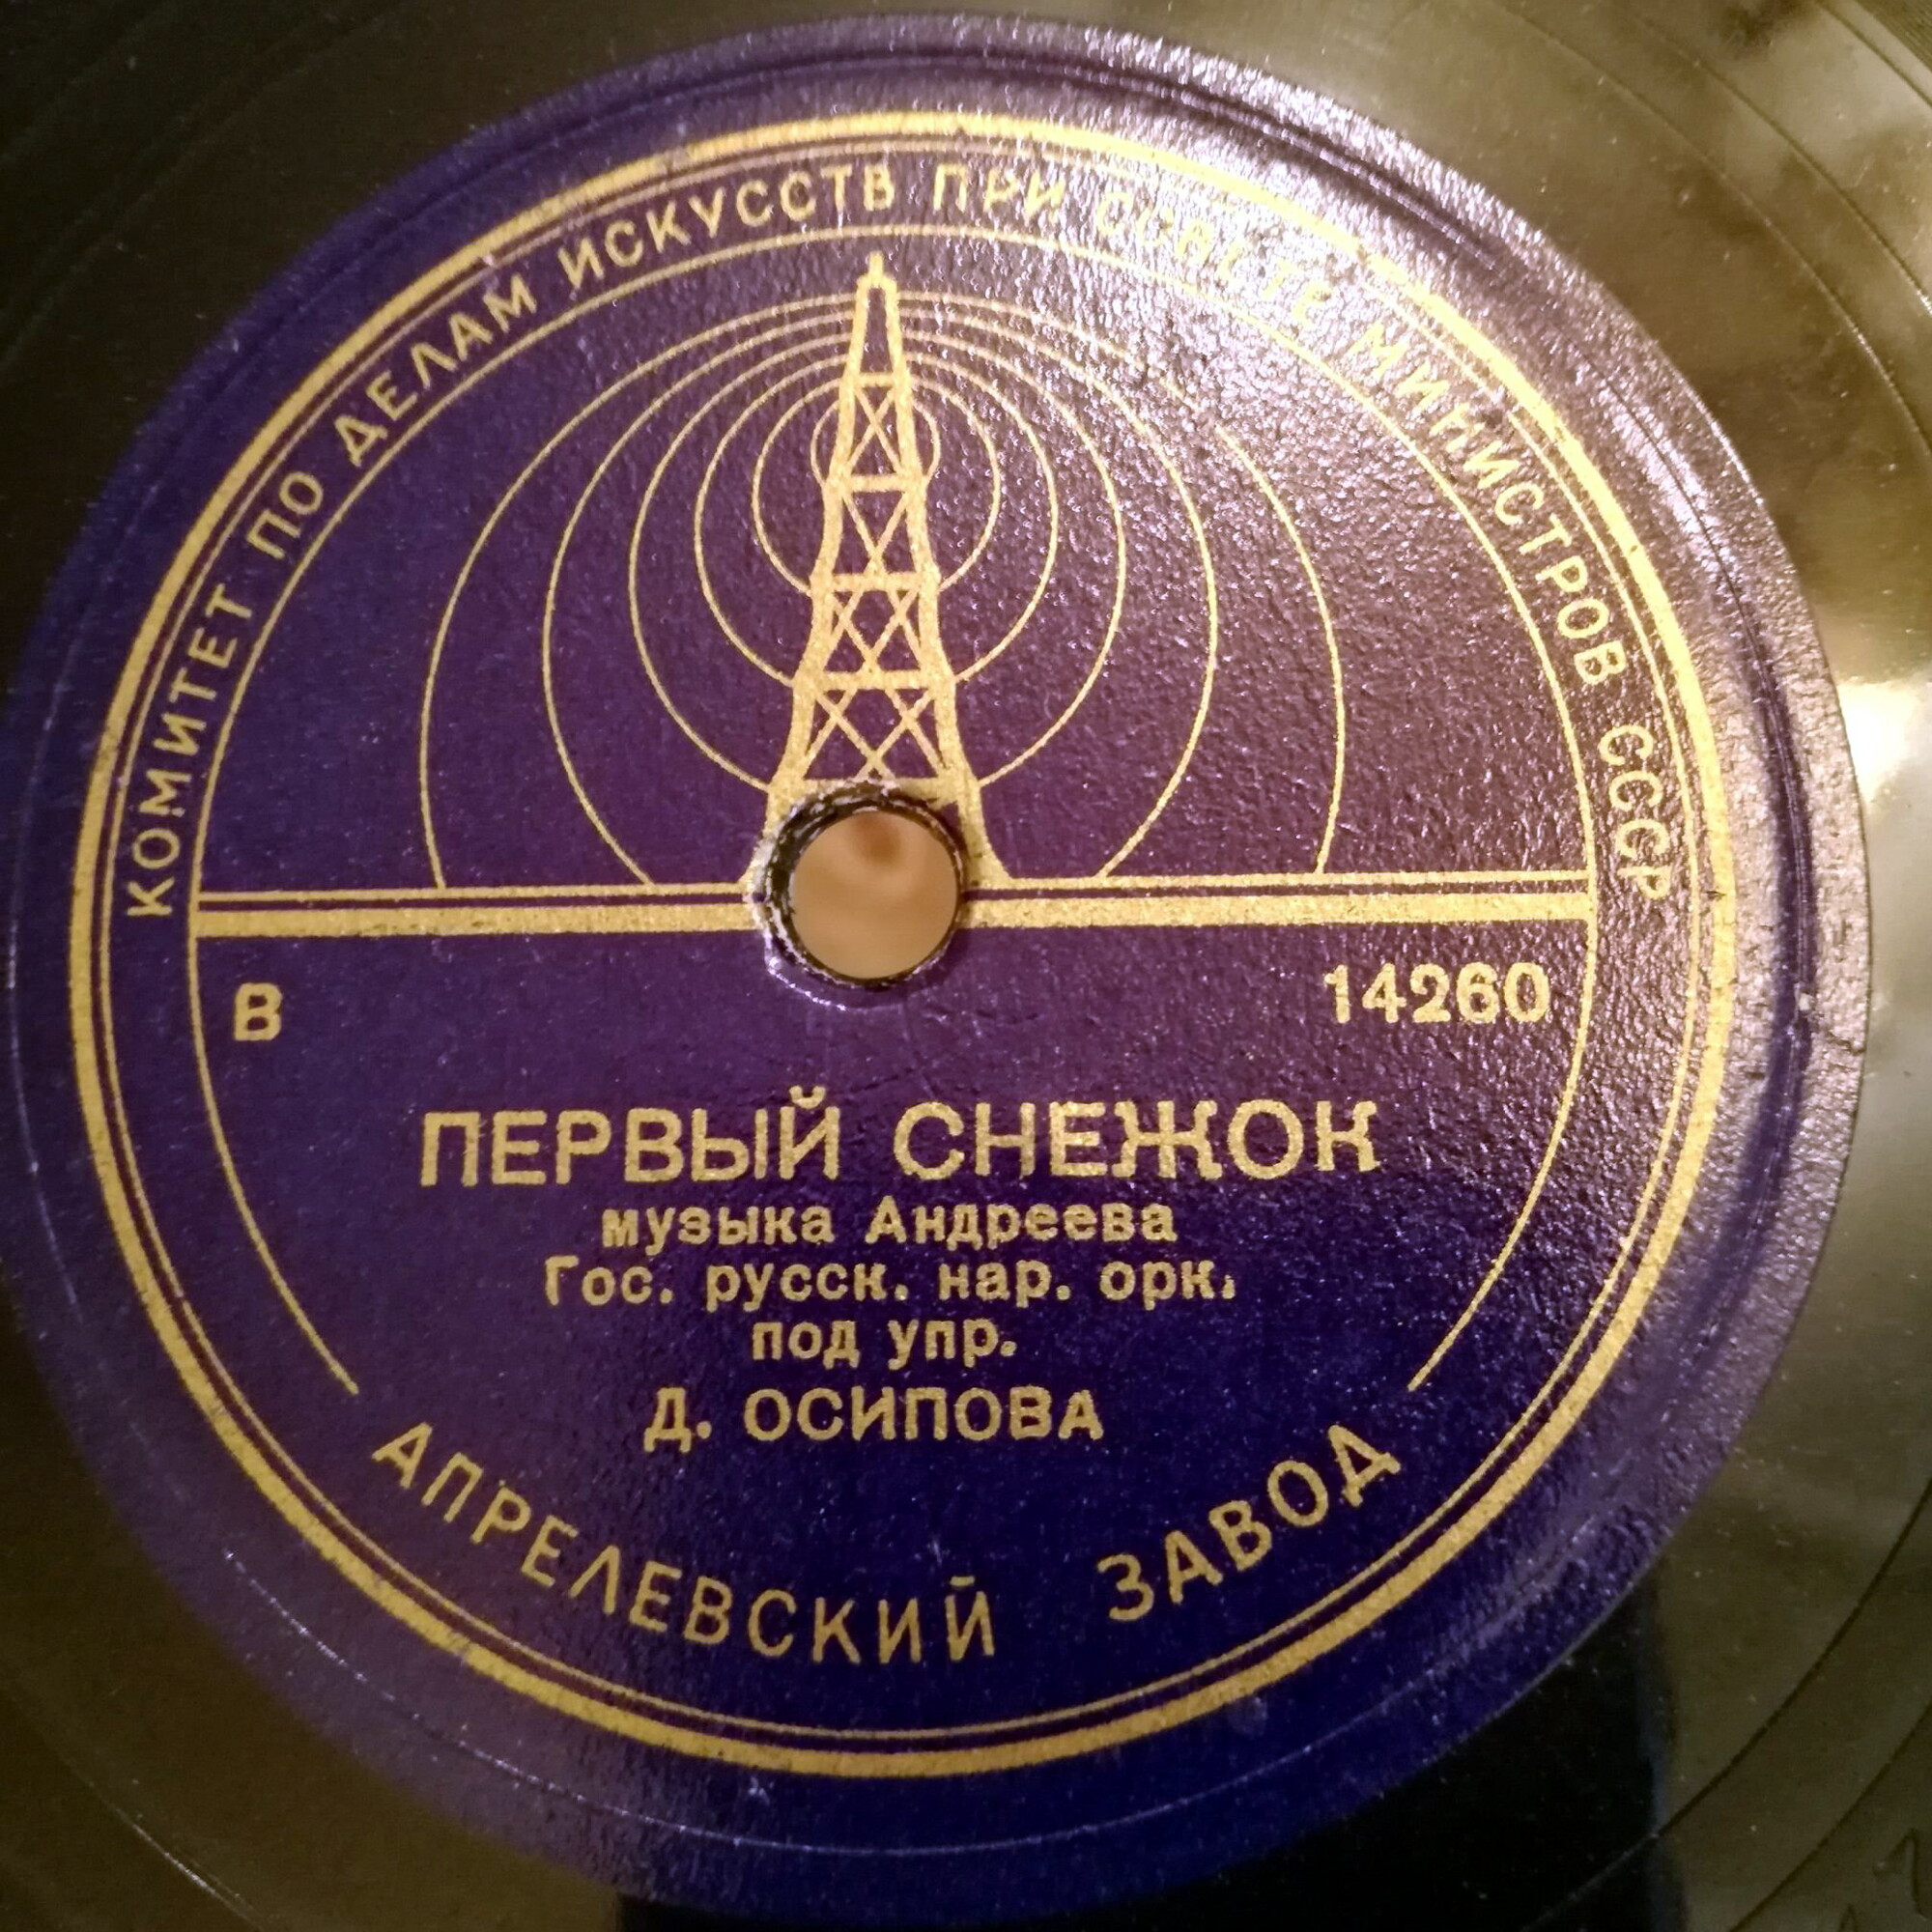 КОМИТЕТ ПО ДЕЛАМ ИСКУССТВ ПРИ СОВЕТЕ МИНИСТРОВ СССР
В 14260
ПЕРВЫЙ СНЕЖОК
музыка Андреева
Гос. русск. нар. орк.
под упр.
Д. ОСИПОВА
АПРЕЛЕВСКИЙ ЗАВОД